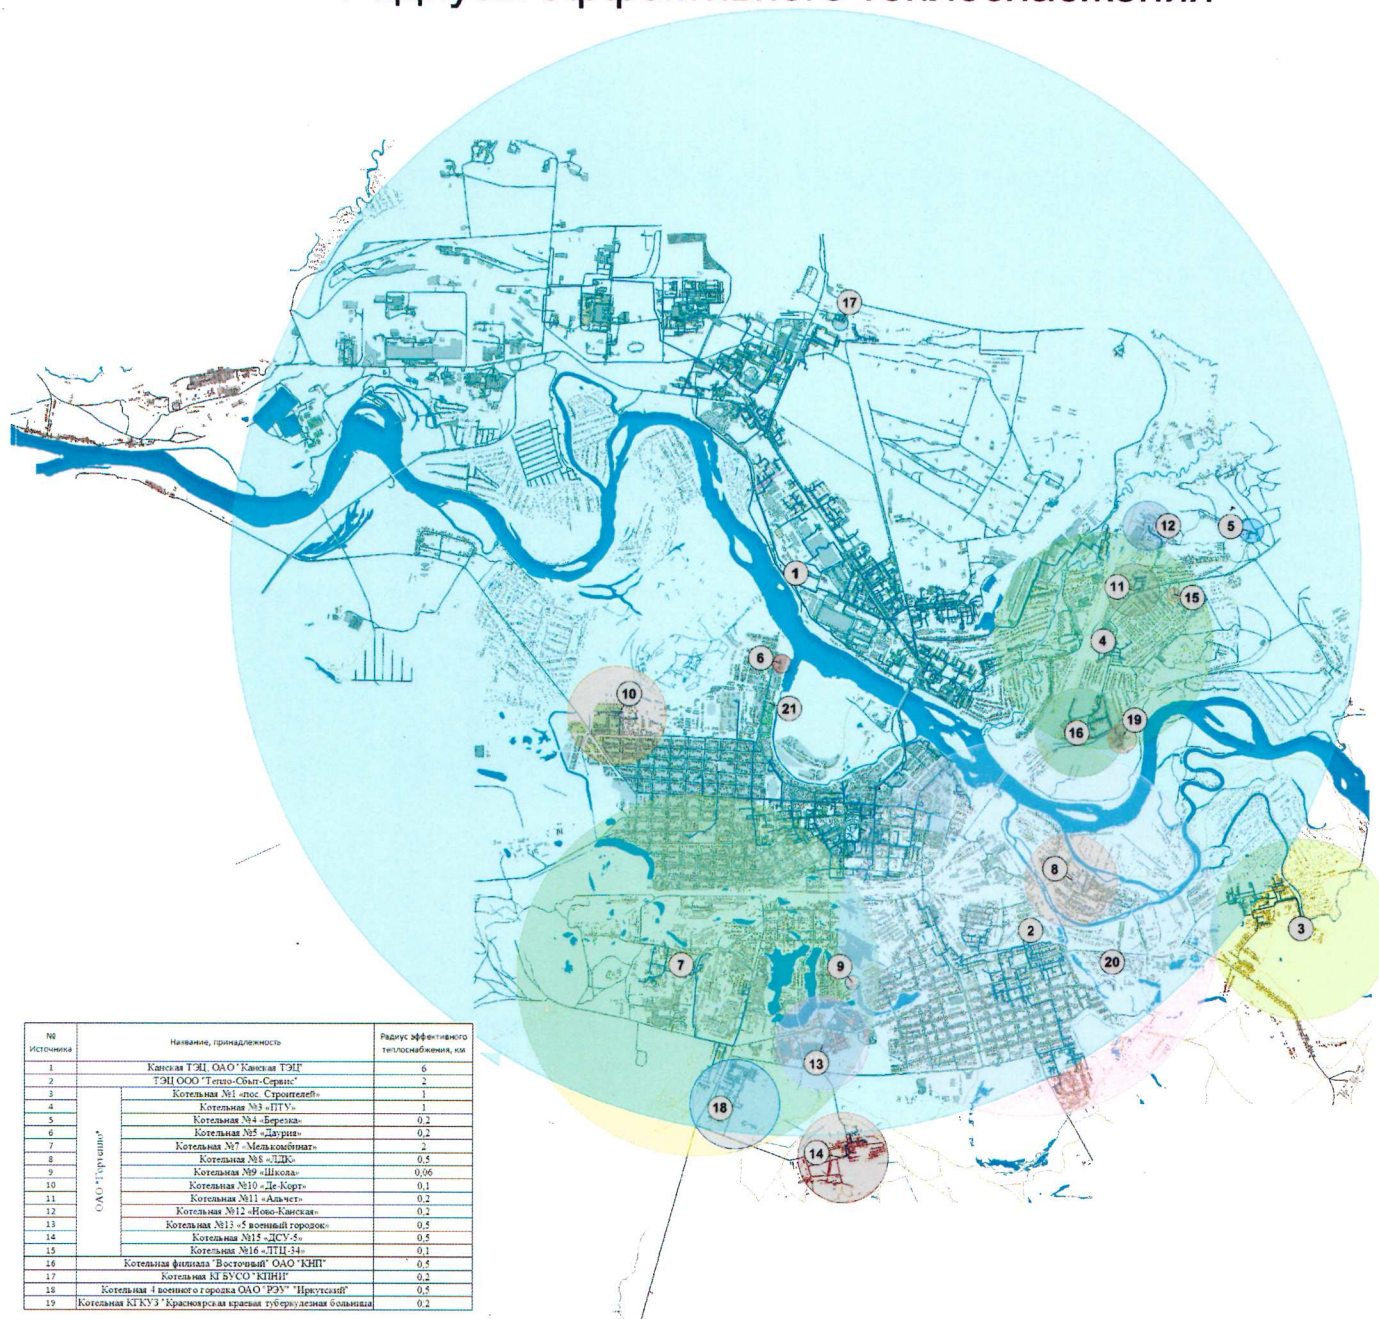 Радиусы эффективного теплоснабжения
17
12
5
1
11
15
4
6
10
21
19
16
8
2
3
7
9
20
13
18
14
№ Источника Название, принадлежность Радиус эффективного теплоснабжения, км
1 Канская ТЭЦ, ОАО "Канская ТЭЦ" 6
2 ТЭЦ ООО "Тепло-Сбыт-Сервис" 2
ОАО "Гортепло"
3 Котельная №1 «пос. Строителей» 1
4 Котельная №3 «ПТУ» 1
5 Котельная №4 «Березка» 0,2
6 Котельная №5 «Даурия» 0,2
7 Котельная №7 «Мелькомбинат» 2
8 Котельная №8 «ЛДК» 0,5
9 Котельная №9 «Школа» 0,06
10 Котельная №10 «Де-Корт» 0,1
11 Котельная №11 «Альчет» 0,2
12 Котельная №12 «Ново-Канская» 0,2
13 Котельная №13 «5 военный городок» 0,5
14 Котельная №15 «ДСУ-5» 0,5
15 Котельная №16 «ЛТЦ-34» 0,1
16 Котельная филиала "Восточный" ОАО "КНП" 0,5
17 Котельная КГБУСО "КПНИ" 0,2
18 Котельная 4 военного городка ОАО "РЭУ" "Иркутский" 0,5
19 Котельная КГКУЗ "Красноярская краевая туберкулезная больница 0,2